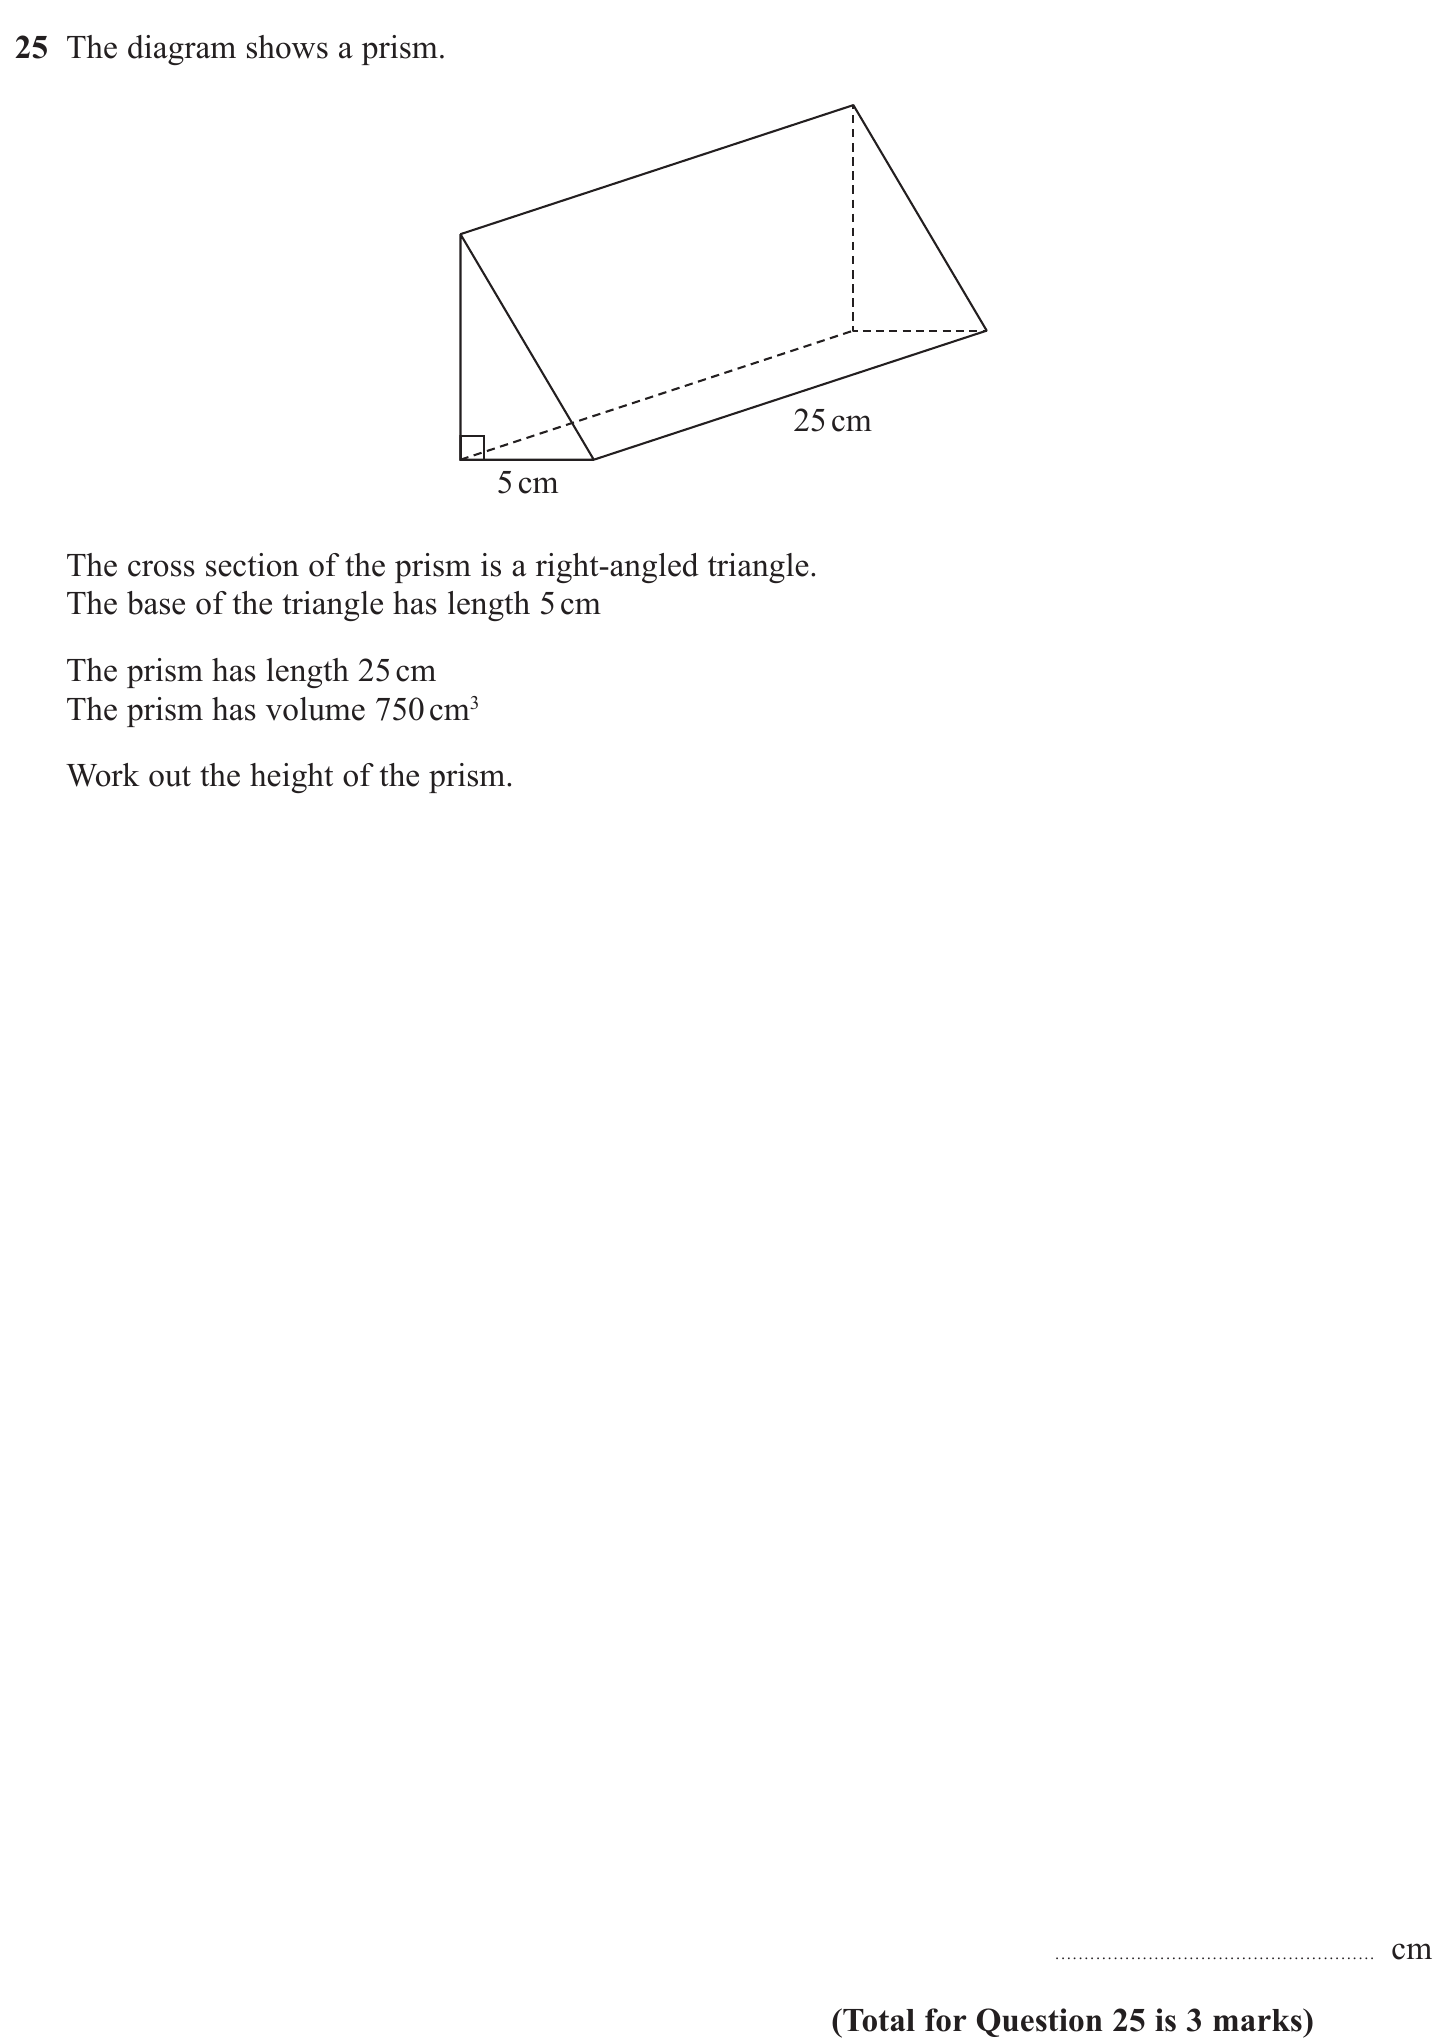 25 The diagram shows a prism.
25 cm
5 cm
The cross section of the prism is a right-angled triangle.
The base of the triangle has length 5 cm
The prism has length 25 cm
The prism has volume 750 cm³
Work out the height of the prism.
.......................................................  cm
(Total for Question 25 is 3 marks)